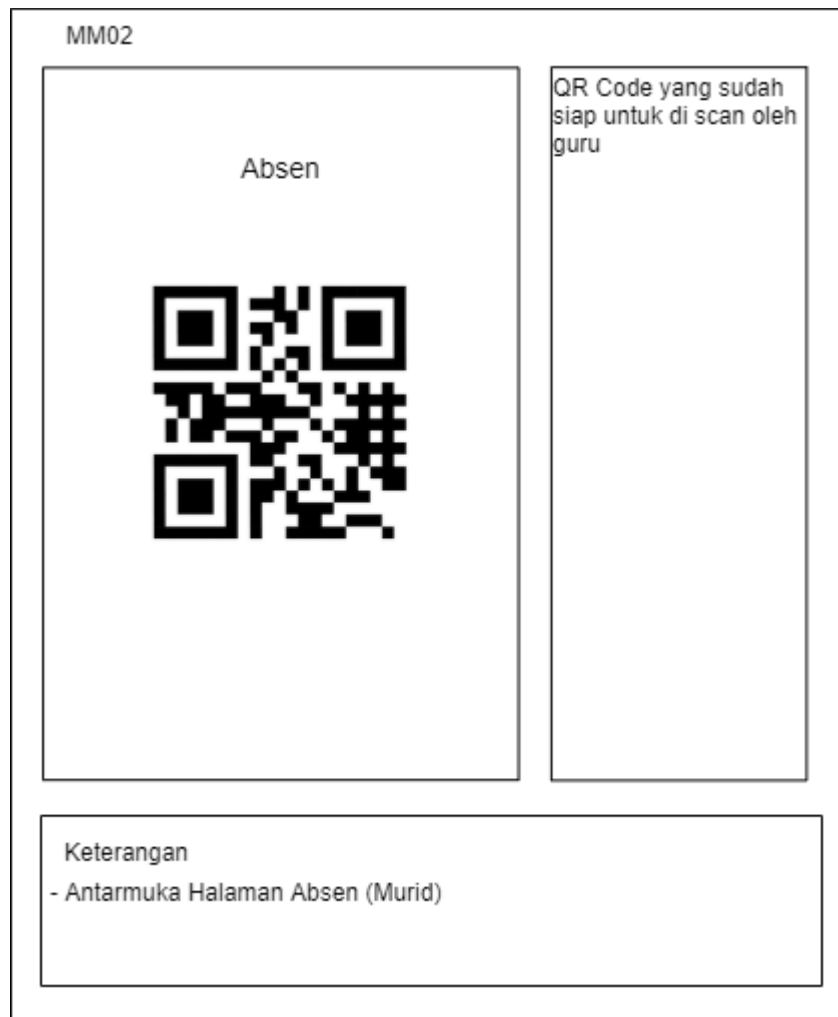 MM02
Absen
QR Code yang sudah
siap untuk di scan oleh
guru
Keterangan
- Antarmuka Halaman Absen (Murid)